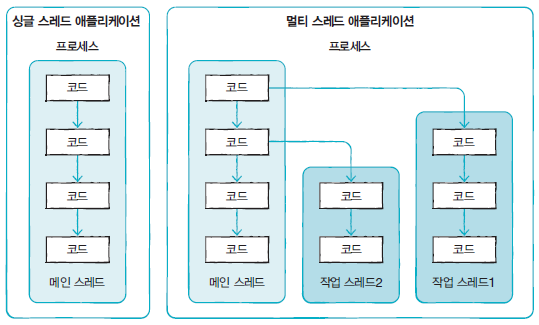 싱글 스레드 애플리케이션
프로세스
코드
코드
코드
코드
메인 스레드
멀티 스레드 애플리케이션
프로세스
코드
코드
코드
코드
메인 스레드
코드
코드
작업 스레드2
코드
코드
코드
작업 스레드1